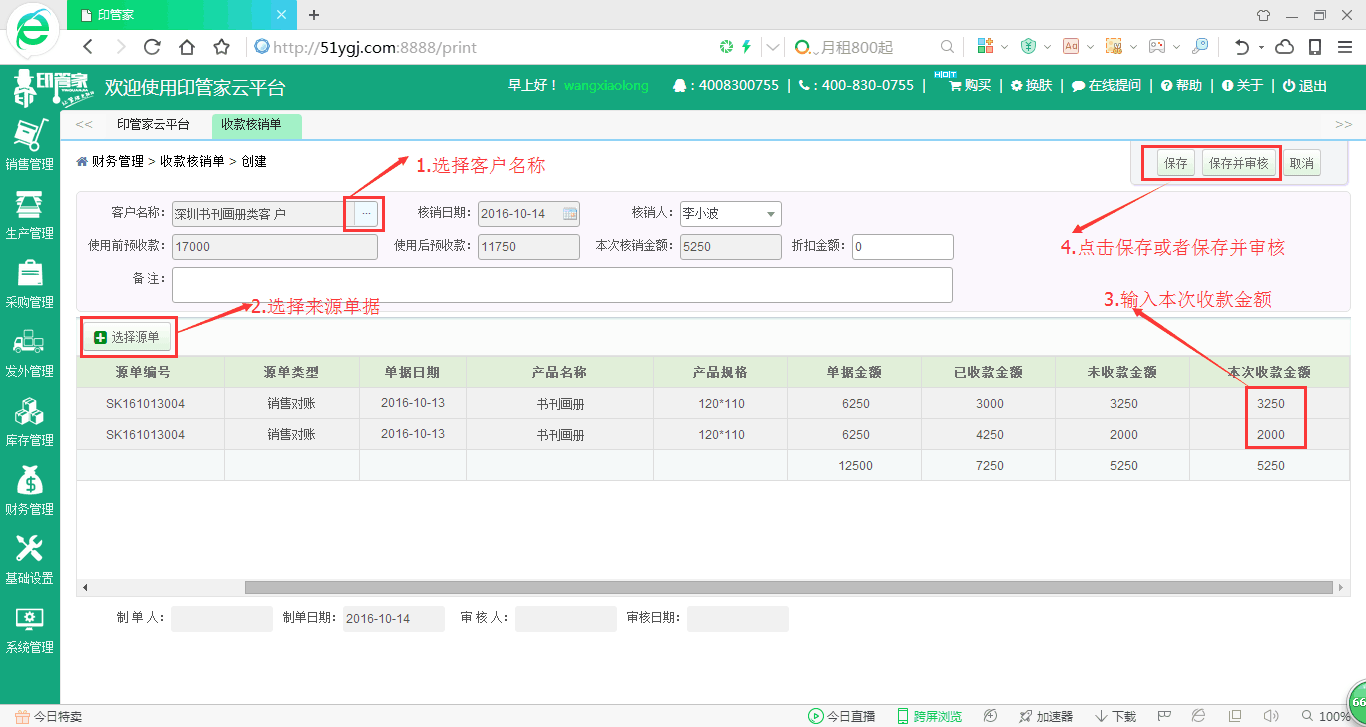 印管家
http://51ygj.com:8888/print
月租800起
印管家
欢迎使用印管家云平台
早上好！ wangxiaolong
: 4008300755 | : 400-830-0755 | HOT 购买 | 换肤 | 在线提问 | 帮助 | 关于 | 退出
<< 印管家云平台 收款核销单 >>
销售管理
生产管理
采购管理
发外管理
库存管理
财务管理
基础设置
系统管理
财务管理 > 收款核销单 > 创建
1.选择客户名称
保存 保存并审核 取消
客户名称: 深圳书刊画册类客 户 ... 核销日期: 2016-10-14 核销人: 李小波
使用前预收款: 17000 使用后预收款: 11750 本次核销金额: 5250 折扣金额: 0
4.点击保存或者保存并审核
备 注:
2.选择来源单据
3.输入本次收款金额
选择源单
源单编号 源单类型 单据日期 产品名称 产品规格 单据金额 已收款金额 未收款金额 本次收款金额
SK161013004 销售对账 2016-10-13 书刊画册 120*110 6250 3000 3250 3250
SK161013004 销售对账 2016-10-13 书刊画册 120*110 6250 4250 2000 2000
12500 7250 5250 5250
制 单 人: 制单日期: 2016-10-14 审 核 人: 审核日期:
今日特卖 今日直播 跨屏浏览 加速器 下载 100%
66